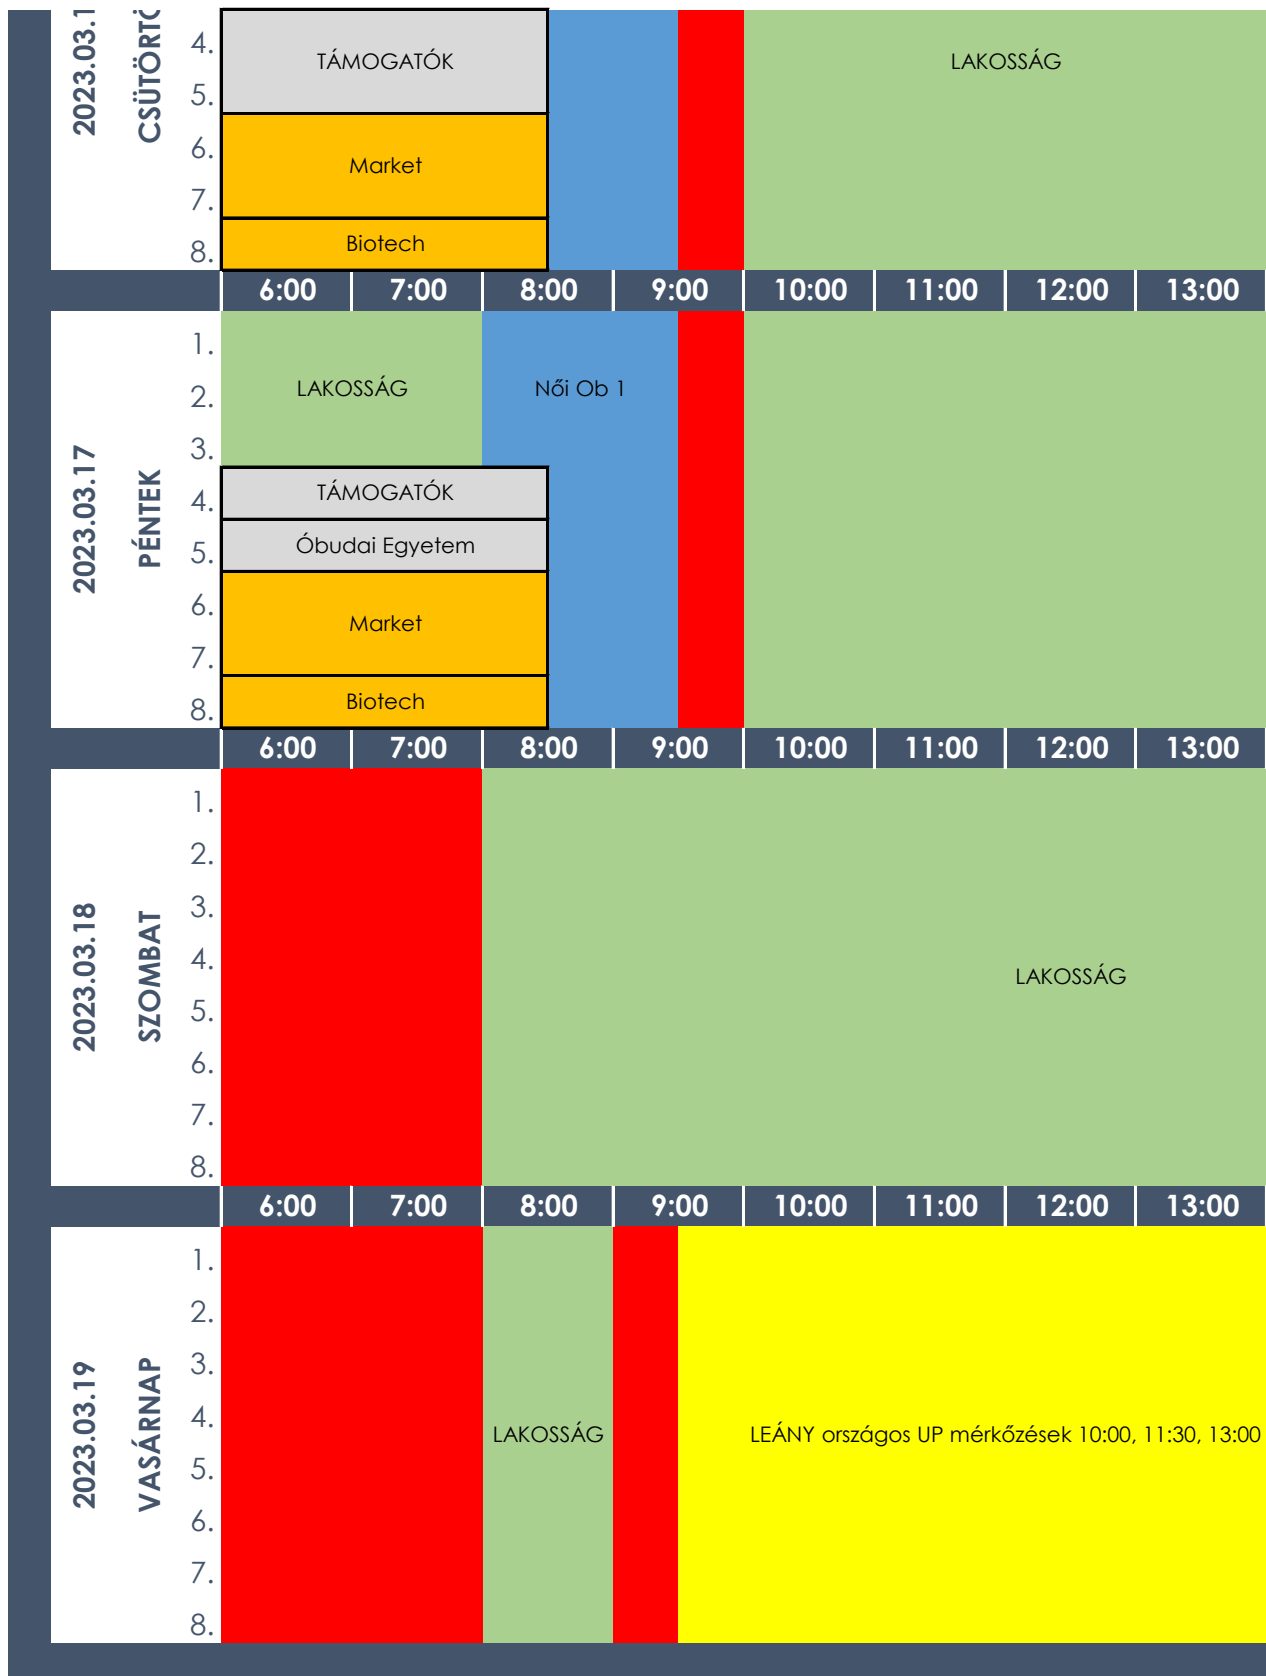 2023.03.1
CSÜTÖRTÖ
4.
5.
6.
7.
8.
TÁMOGATÓK
LAKOSSÁG
Market
Biotech
6:00 7:00 8:00 9:00 10:00 11:00 12:00 13:00
2023.03.17
PÉNTEK
1.
2.
3.
4.
5.
6.
7.
8.
LAKOSSÁG
Női Ob 1
TÁMOGATÓK
Óbudai Egyetem
Market
Biotech
6:00 7:00 8:00 9:00 10:00 11:00 12:00 13:00
2023.03.18
SZOMBAT
1.
2.
3.
4.
5.
6.
7.
8.
LAKOSSÁG
6:00 7:00 8:00 9:00 10:00 11:00 12:00 13:00
2023.03.19
VASÁRNAP
1.
2.
3.
4.
5.
6.
7.
8.
LAKOSSÁG
LEÁNY országos UP mérkőzések 10:00, 11:30, 13:00